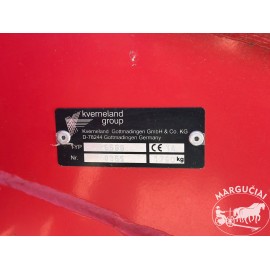 kverneland
group
Kverneland Gottmadingen GmbH & Co. KG
D-78244 Gottmadingen Germany
TYP CE
Nr. kg
MARGUČIAI